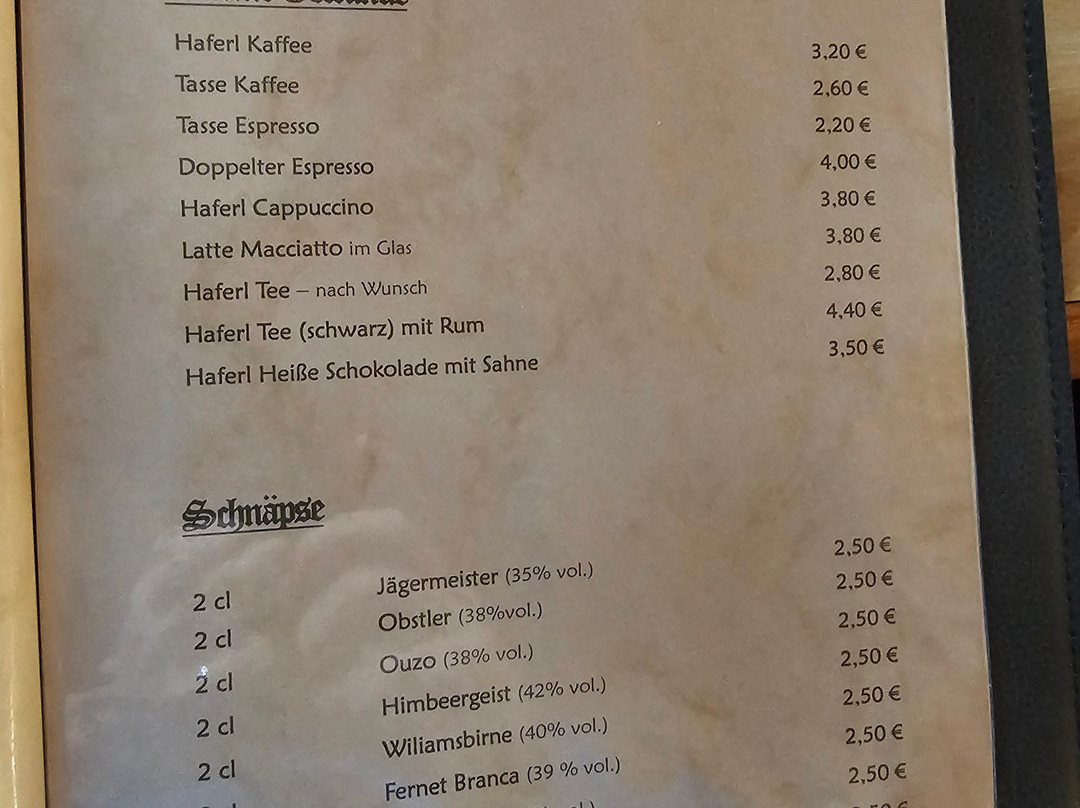 Haferl Kaffee 3,20 €
Tasse Kaffee 2,60 €
Tasse Espresso 2,20 €
Doppelter Espresso 4,00 €
Haferl Cappuccino 3,80 €
Latte Macciatto im Glas 3,80 €
Haferl Tee – nach Wunsch 2,80 €
Haferl Tee (schwarz) mit Rum 4,40 €
Haferl Heiße Schokolade mit Sahne 3,50 €
Schnäpse
2 cl Jägermeister (35% vol.) 2,50 €
2 cl Obstler (38%vol.) 2,50 €
2 cl Ouzo (38% vol.) 2,50 €
2 cl Himbeergeist (42% vol.) 2,50 €
2 cl Wiliamsbirne (40% vol.) 2,50 €
Fernet Branca (39 % vol.) 2,50 €
2,50 €